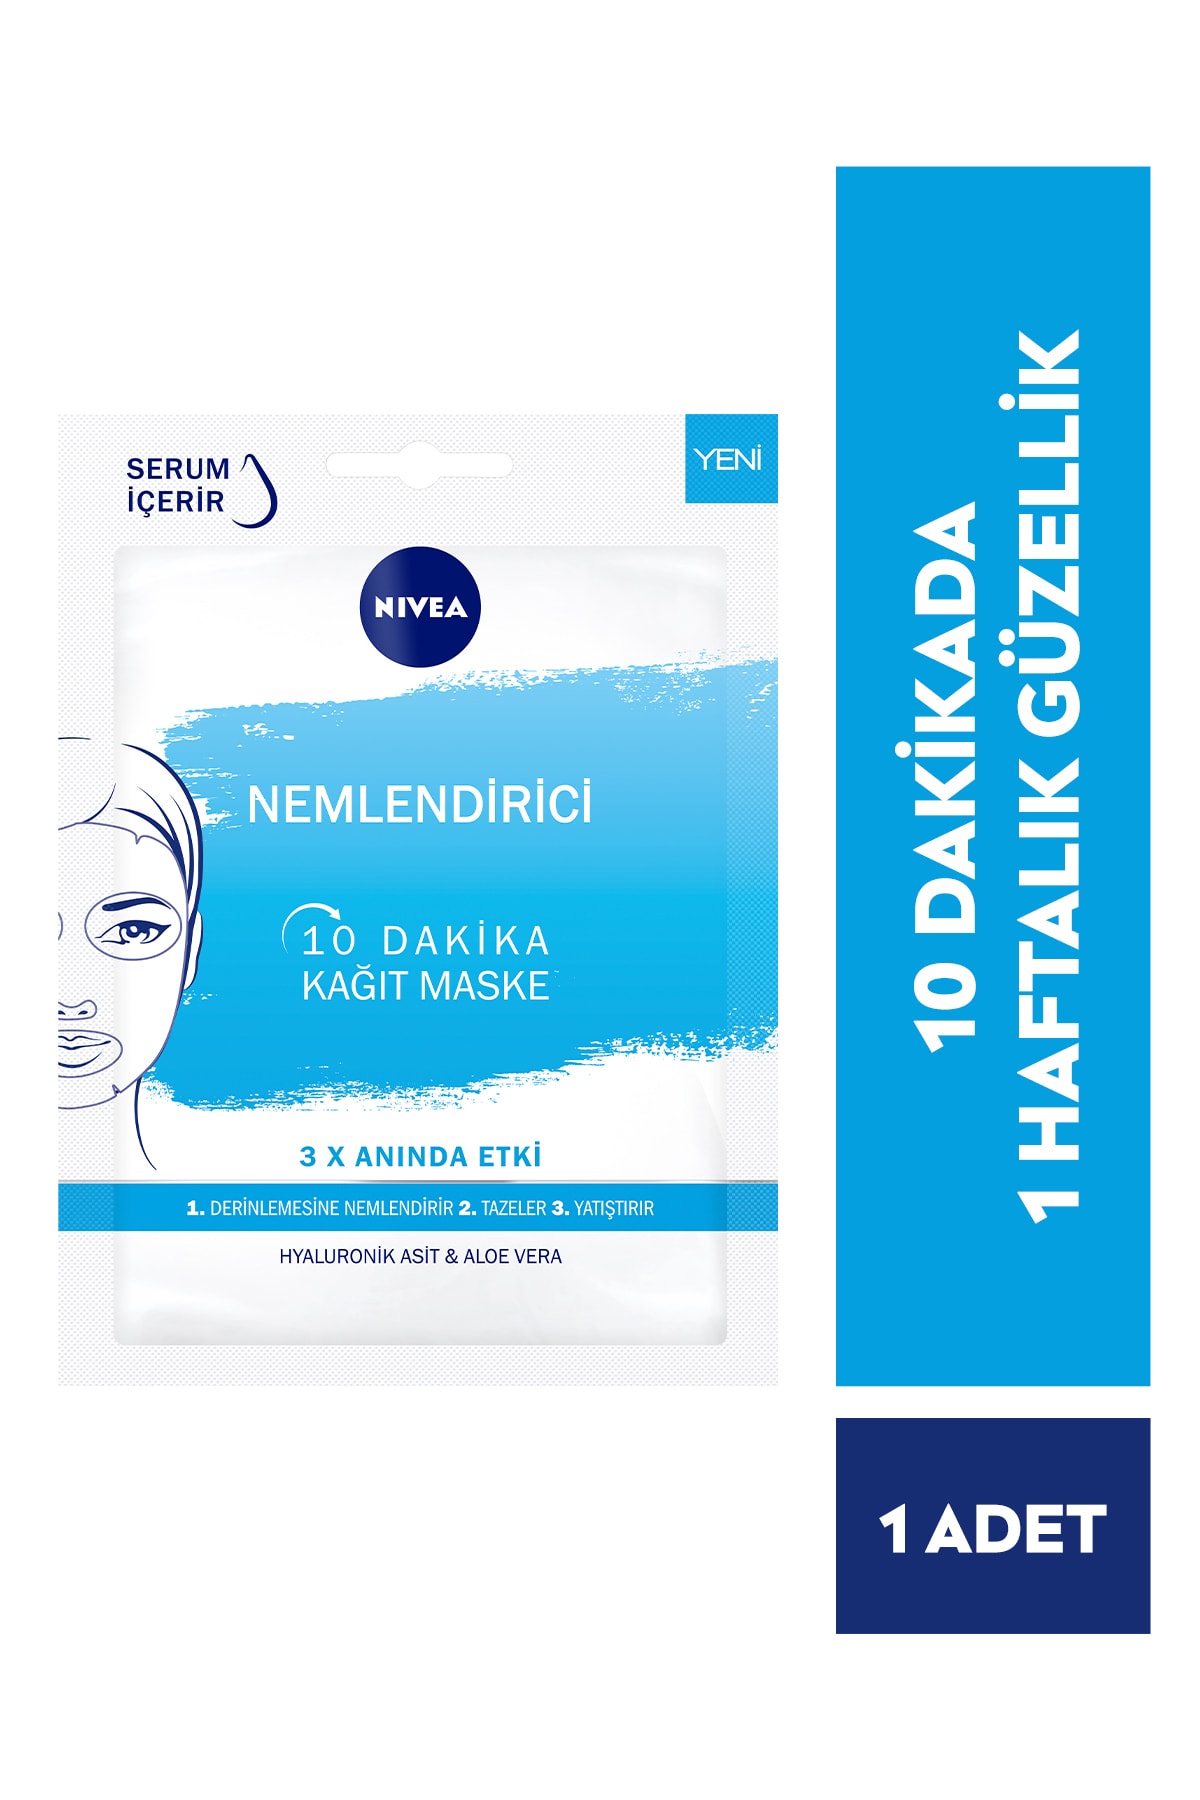 SERUM
İÇERİR
YENİ
NIVEA
NEMLENDİRİCİ
10 DAKİKA
KAĞIT MASKE
3 X ANINDA ETKİ
1. DERİNLEMESİNE NEMLENDİRİR 2. TAZELER 3. YATIŞTIRIR
HYALURONİK ASİT & ALOE VERA
10 DAKİKADA
1 HAFTALIK GÜZELLİK
1 ADET